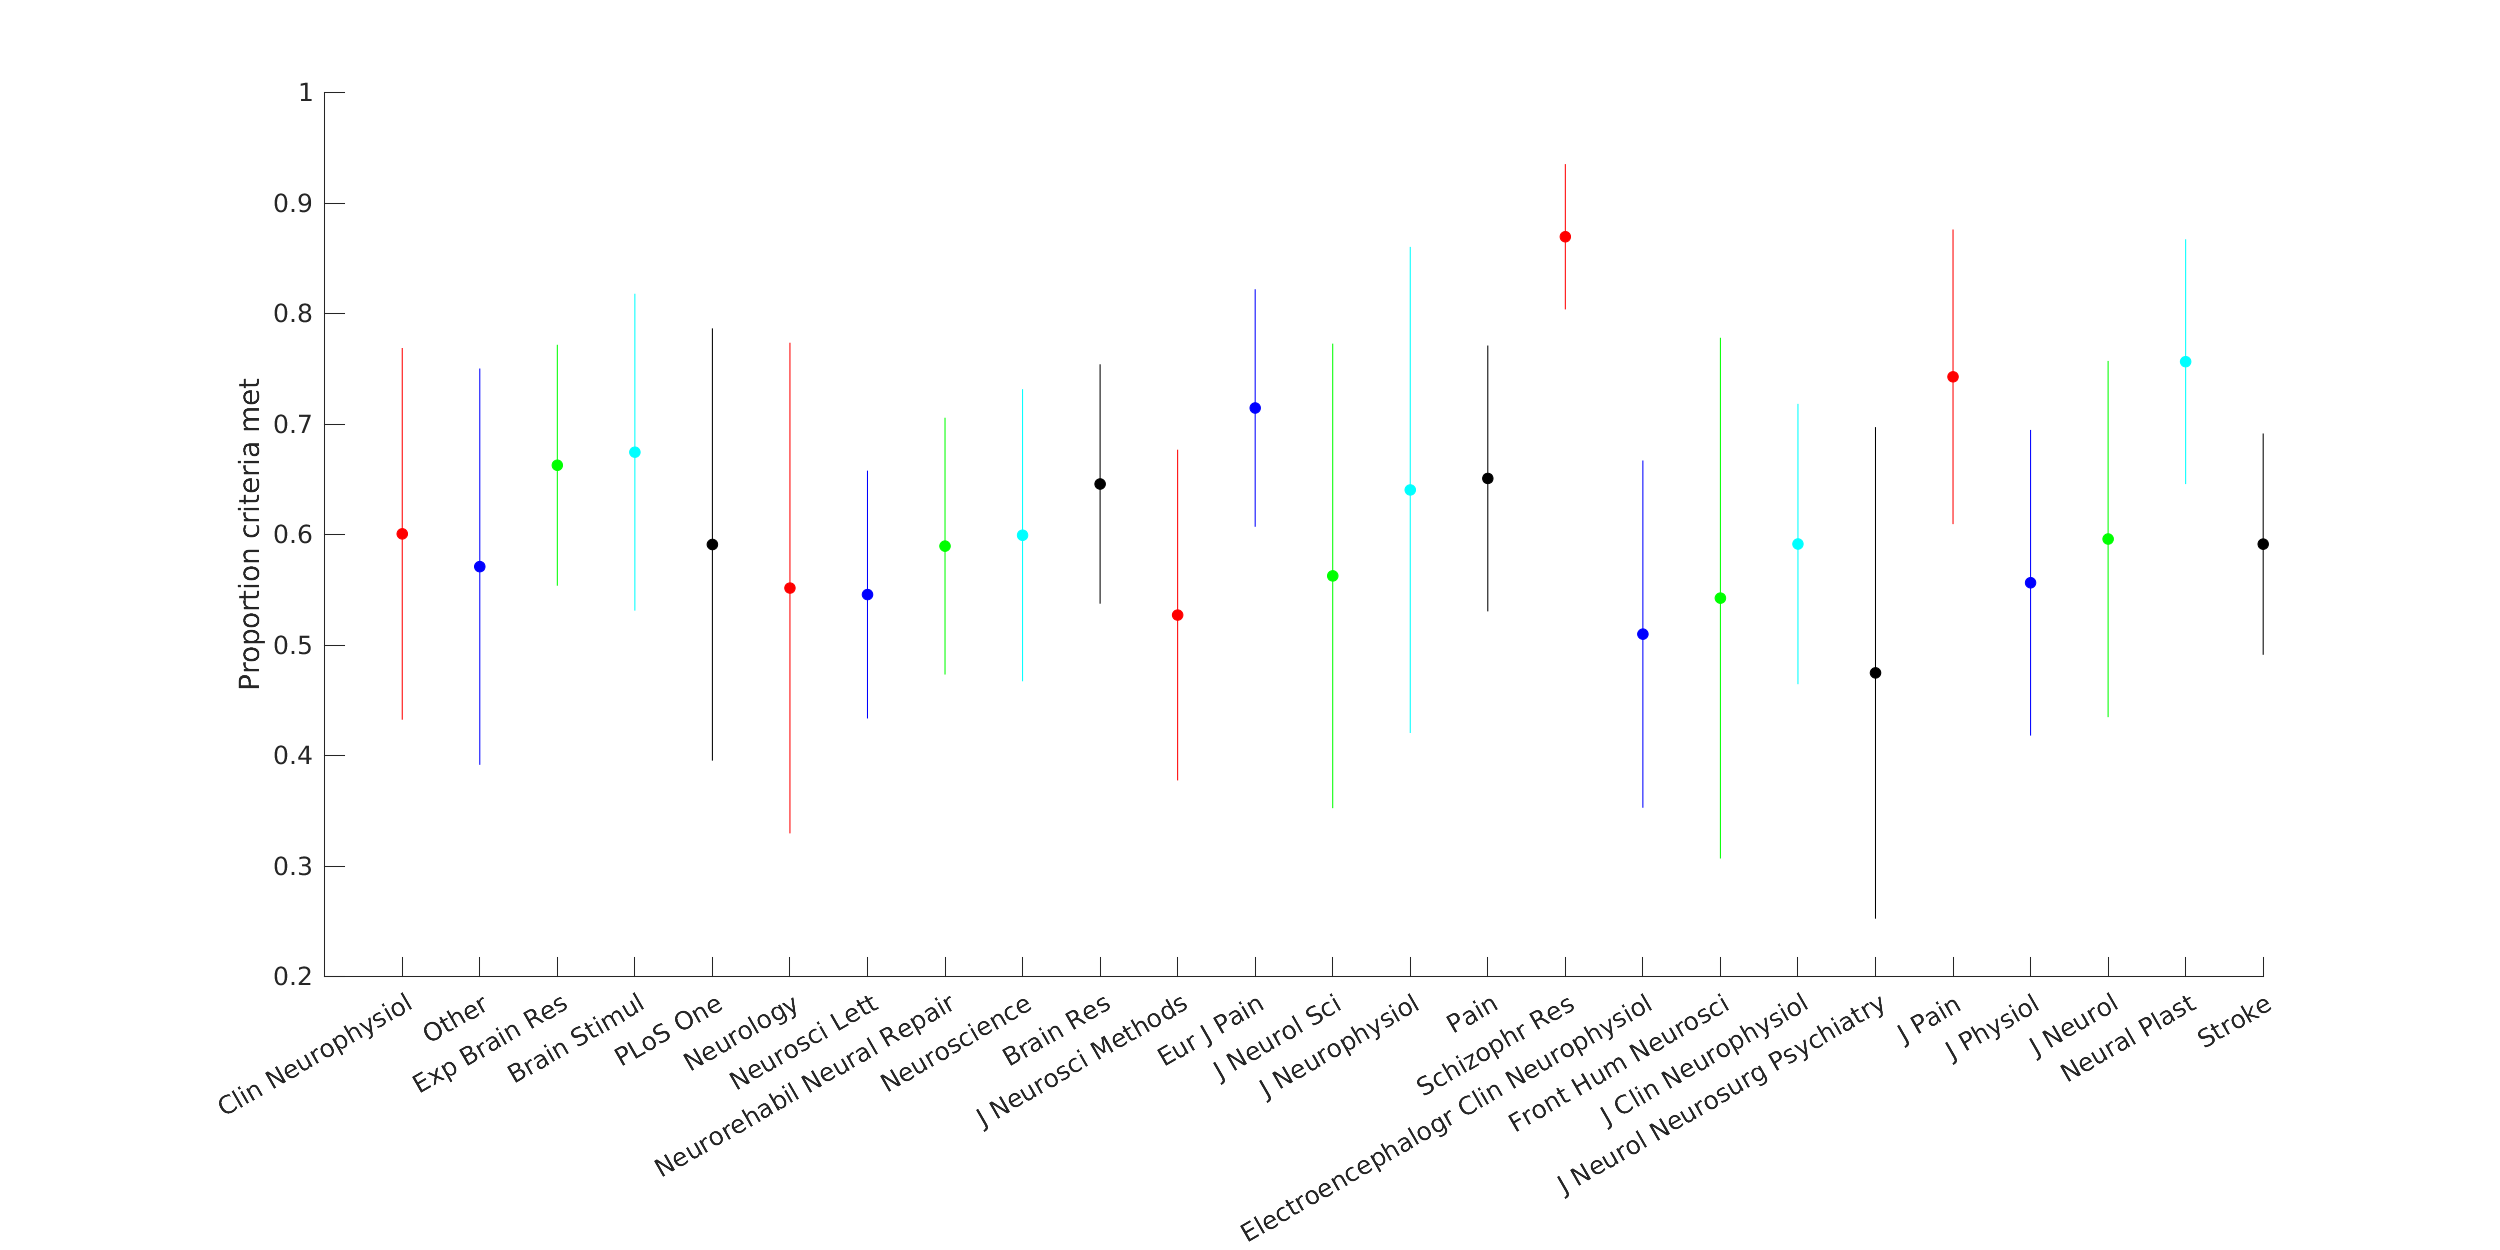 Proportion criteria met
1
0.9
0.8
0.7
0.6
0.5
0.4
0.3
0.2
Clin Neurophysiol
Other
Exp Brain Res
Brain Stimul
PLoS One
Neurology
Neurosci Lett
Neurorehabil Neural Repair
Neuroscience
Brain Res
J Neurosci Methods
Eur J Pain
J Neurol Sci
J Neurophysiol
Pain
Schizophr Res
Electroencephalogr Clin Neurophysiol
Front Hum Neurosci
J Clin Neurophysiol
J Neurol Neurosurg Psychiatry
J Pain
J Physiol
J Neurol
Neural Plast
Stroke